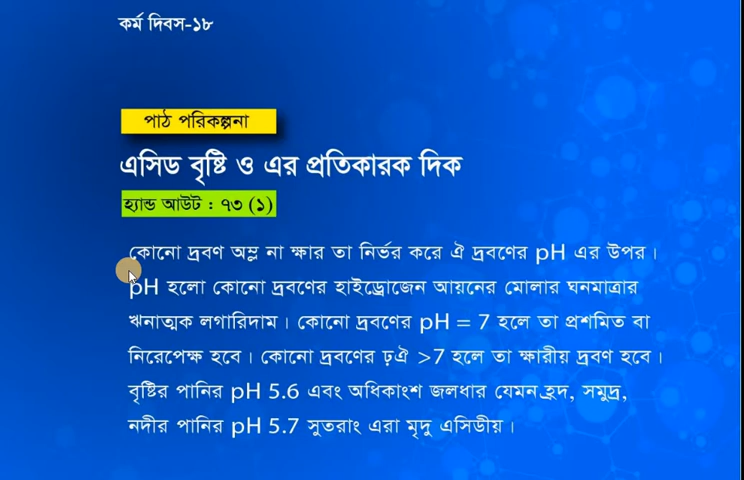 কর্ম দিবস-১৮
পাঠ পরিকল্পনা
এসিড বৃষ্টি ও এর প্রতিকারক দিক
হ্যান্ড আউট : ৭৩ (১)
কোনো দ্রবণ অম্ল না ক্ষার তা নির্ভর করে ঐ দ্রবণের pH এর উপর।
pH হলো কোনো দ্রবণের হাইড্রোজেন আয়নের মোলার ঘনমাত্রার
ঋনাত্মক লগারিদাম। কোনো দ্রবণের pH = 7 হলে তা প্রশমিত বা
নিরেপেক্ষ হবে। কোনো দ্রবণের ঢ়ঐ >7 হলে তা ক্ষারীয় দ্রবণ হবে।
বৃষ্টির পানির pH 5.6 এবং অধিকাংশ জলধার যেমন হ্রদ, সমুদ্র,
নদীর পানির pH 5.7 সুতরাং এরা মৃদু এসিডীয়।